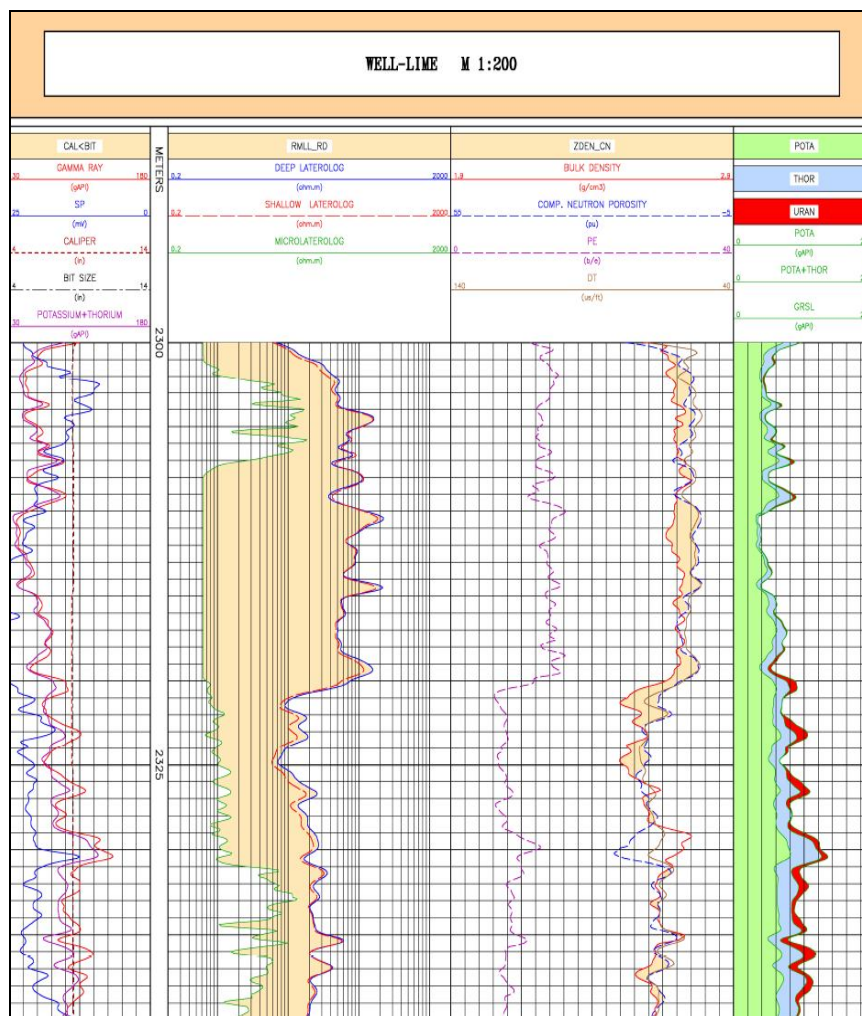 WELL-LIME M 1:200
CAL<BIT
GAMMA RAY
30 180
(gAPI)
SP
25 0
(mV)
CALIPER
4 14
(in)
BIT SIZE
4 14
(in)
POTASSIUM+THORIUM
30 180
(gAPI)
METERS
RMLL_RD
DEEP LATEROLOG
0.2 2000
(ohm.m)
SHALLOW LATEROLOG
0.2 2000
(ohm.m)
MICROLATEROLOG
0.2 2000
(ohm.m)
ZDEN_CN
BULK DENSITY
1.9 2.9
(g/cm3)
COMP. NEUTRON POROSITY
55 -5
(pu)
PE
0 40
(b/e)
DT
140 40
(us/ft)
POTA
THOR
URAN
POTA
0
(gAPI)
POTA+THOR
0
GRSL
0
(gAPI)
2300
2325